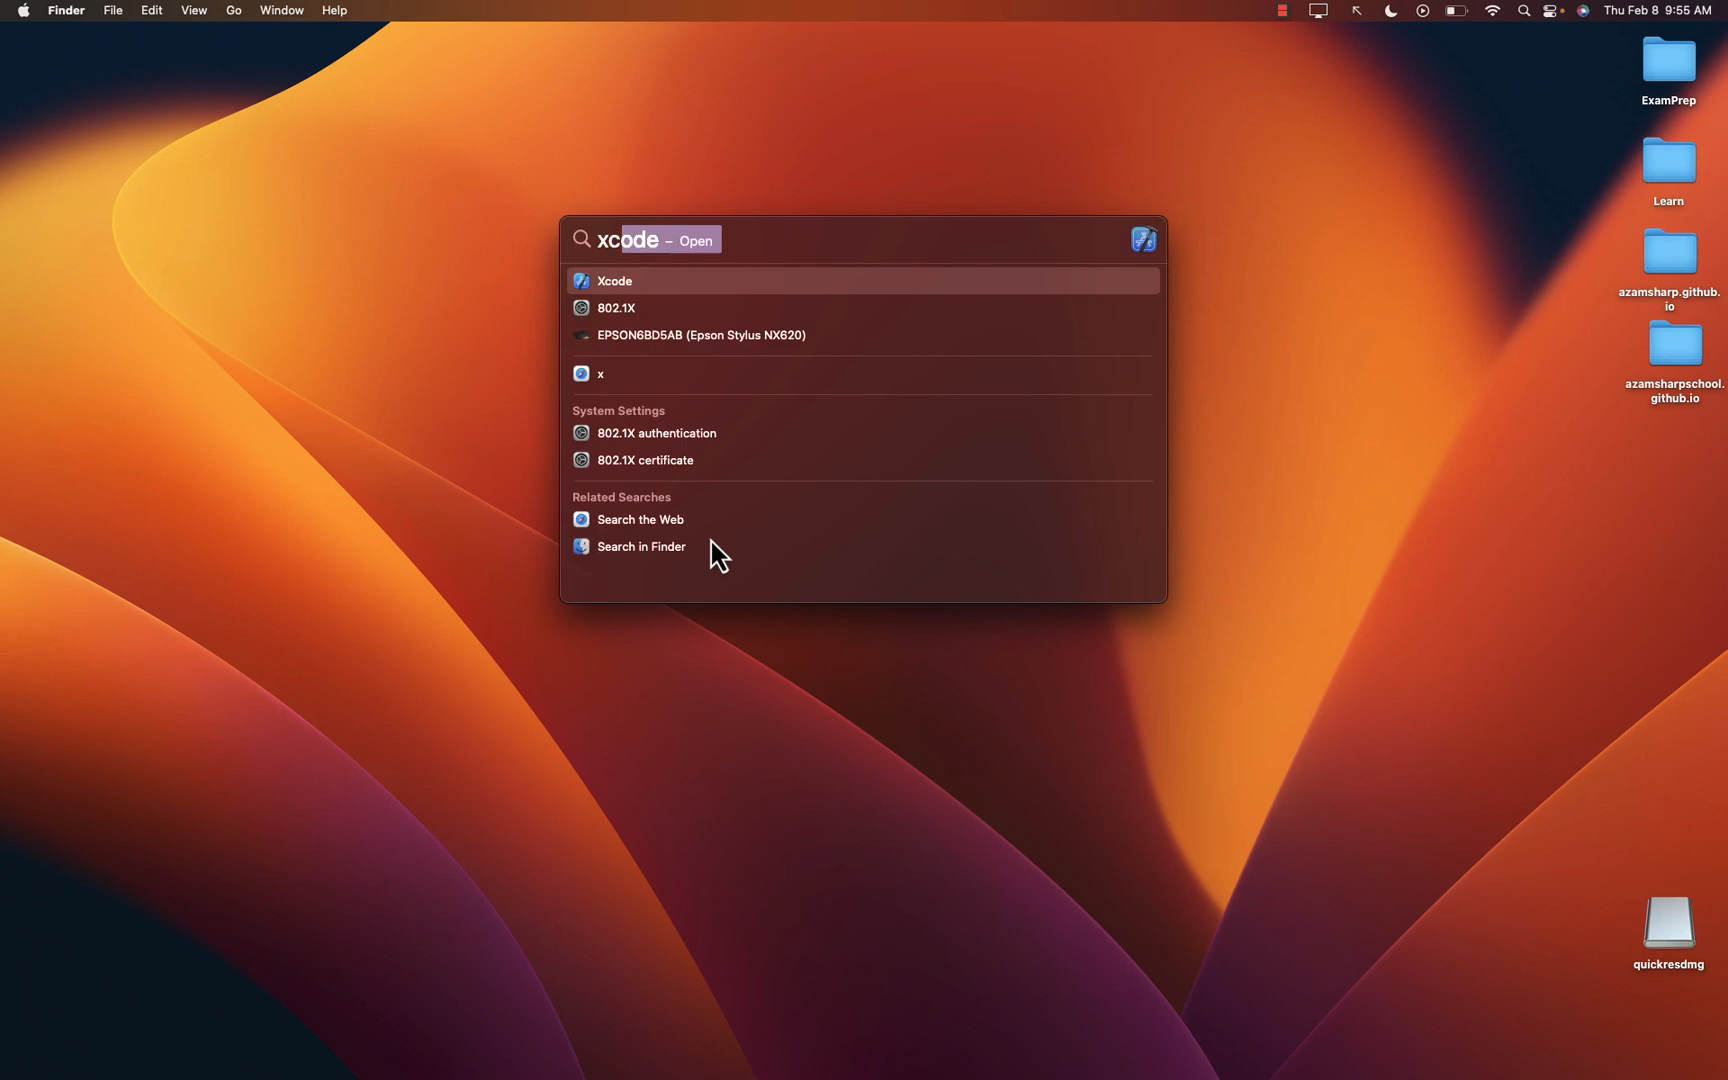 Finder File Edit View Go Window Help Thu Feb 8 9:55 AM
ExamPrep
Learn
azamsharp.github.
io
azamsharpschool.
github.io
xcode – Open
Xcode
802.1X
EPSON6BD5AB (Epson Stylus NX620)
x
System Settings
802.1X authentication
802.1X certificate
Related Searches
Search the Web
Search in Finder
quickresdmg